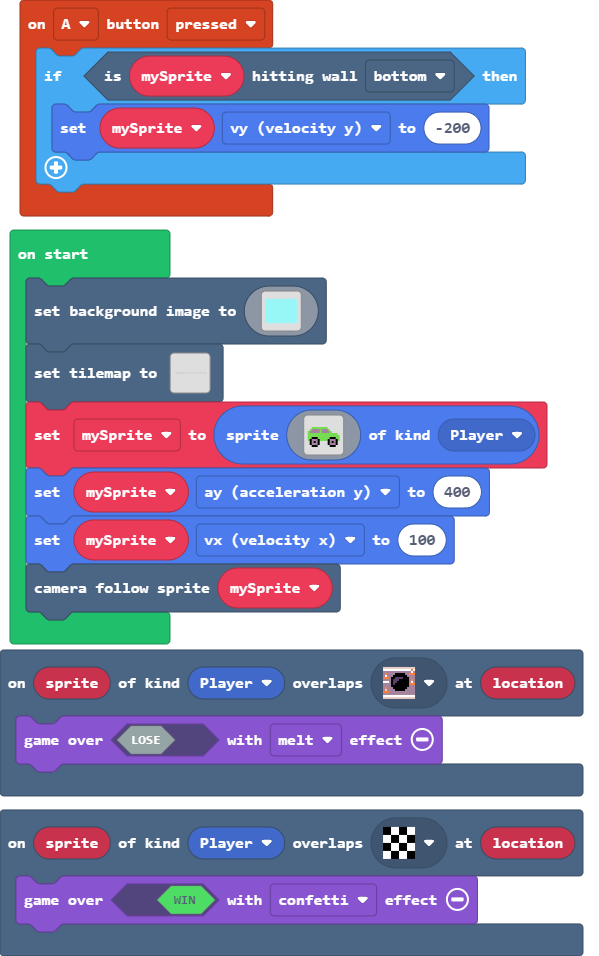 on A button pressed
if is mySprite hitting wall bottom then
set mySprite vy (velocity y) to -200
on start
set background image to
set tilemap to
set mySprite to sprite of kind Player
set mySprite ay (acceleration y) to 400
set mySprite vx (velocity x) to 100
camera follow sprite mySprite
on sprite of kind Player overlaps at location
game over LOSE with melt effect
on sprite of kind Player overlaps at location
game over WIN with confetti effect